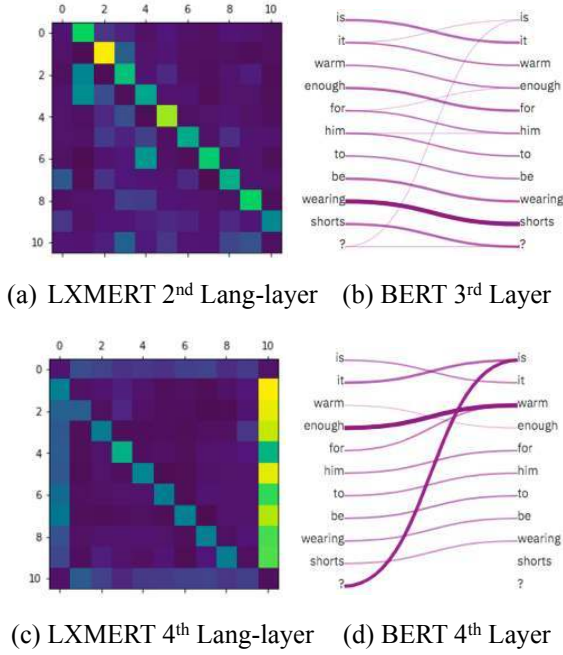 0 2 4 6 8 10
0
2
4
6
8
10
is is
it it
warm warm
enough enough
for for
him him
to to
be be
wearing wearing
shorts shorts
? ?
(a) LXMERT 2nd Lang-layer (b) BERT 3rd Layer
0 2 4 6 8 10
0
2
4
6
8
10
is is
it it
warm warm
enough enough
for for
him him
to to
be be
wearing wearing
shorts shorts
? ?
(c) LXMERT 4th Lang-layer (d) BERT 4th Layer